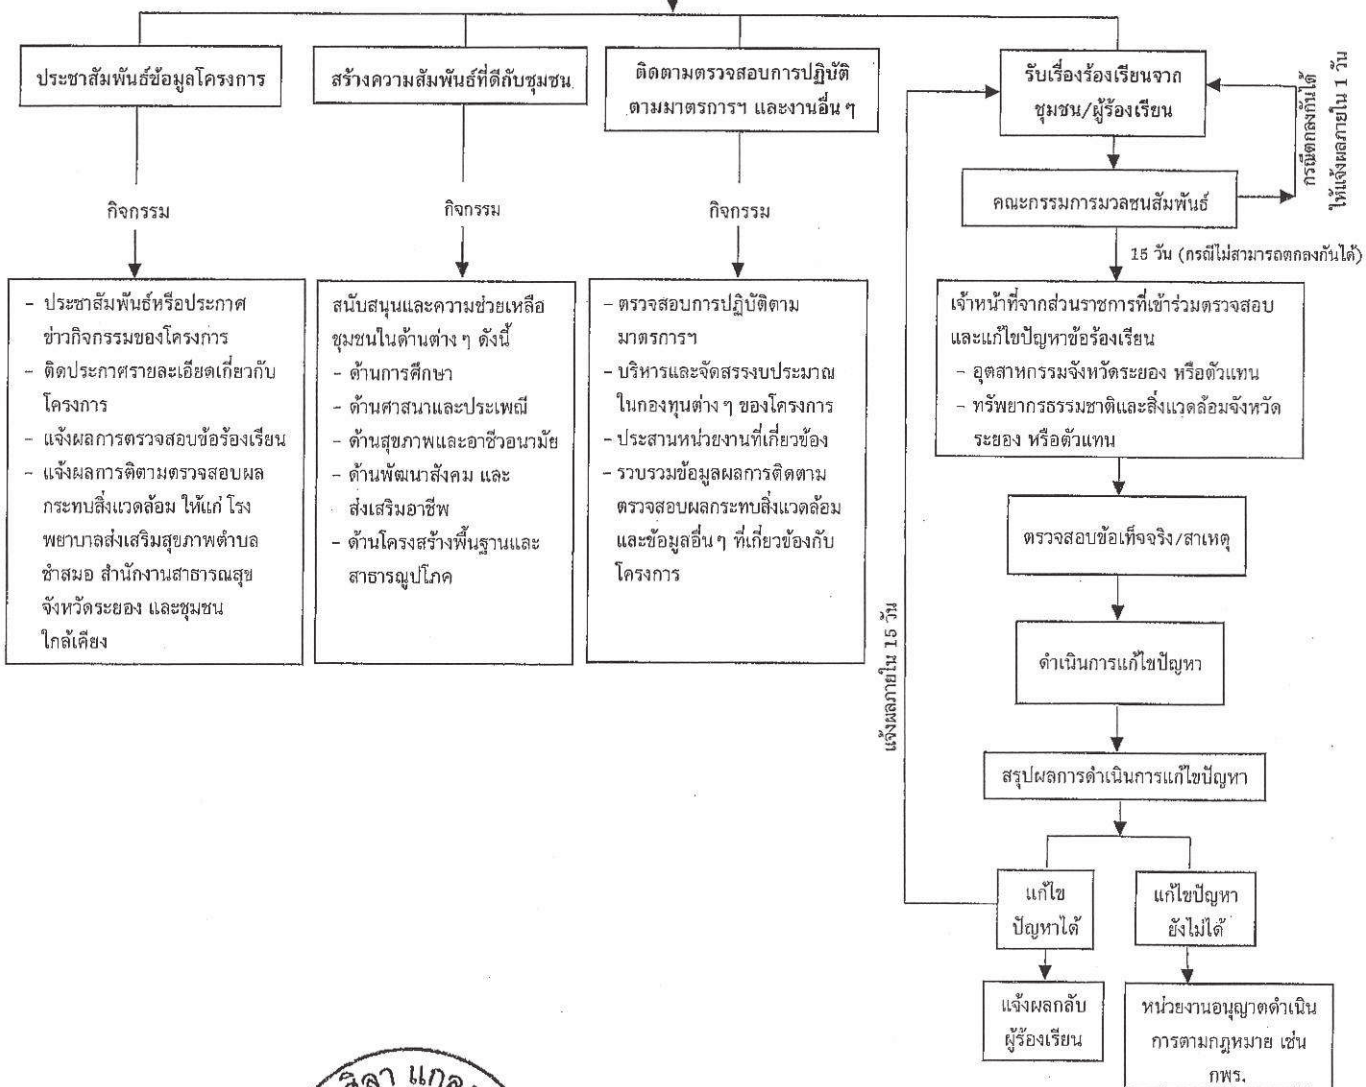 ประชาสัมพันธ์ข้อมูลโครงการ
สร้างความสัมพันธ์ที่ดีกับชุมชน
ติดตามตรวจสอบการปฏิบัติ
ตามมาตรการฯ และงานอื่นๆ
รับเรื่องร้องเรียนจาก
ชุมชน/ผู้ร้องเรียน
กรณีตกลงกันได้
ให้แจ้งผลภายใน 1 วัน
คณะกรรมการมวลชนสัมพันธ์
กิจกรรม
กิจกรรม
กิจกรรม
15 วัน (กรณีไม่สามารถตกลงกันได้)
- ประชาสัมพันธ์หรือประกาศ
ข่าวกิจกรรมของโครงการ
- ติดประกาศรายละเอียดเกี่ยวกับ
โครงการ
- แจ้งผลการตรวจสอบข้อร้องเรียน
- แจ้งผลการติตามตรวจสอบผล
กระทบสิ่งแวดล้อม ให้แก่ โรง
พยาบาลส่งเสริมสุขภาพตำบล
ชำสมอ สำนักงานสาธารณสุข
จังหวัดระยอง และชุมชน
ใกล้เคียง
สนับสนุนและความช่วยเหลือ
ชุมชนในด้านต่างๆ ดังนี้
- ด้านการศึกษา
- ด้านศาสนาและประเพณี
- ด้านสุขภาพและอาชีวอนามัย
- ด้านพัฒนาสังคม และ
ส่งเสริมอาชีพ
- ด้านโครงสร้างพื้นฐานและ
สาธารณูปโภค
- ตรวจสอบการปฏิบัติตาม
มาตรการฯ
- บริหารและจัดสรรงบประมาณ
ในกองทุนต่างๆ ของโครงการ
- ประสานหน่วยงานที่เกี่ยวข้อง
- รวบรวมข้อมูลผลการติดตาม
ตรวจสอบผลกระทบสิ่งแวดล้อม
และข้อมูลอื่นๆ ที่เกี่ยวข้องกับ
โครงการ
เจ้าหน้าที่จากส่วนราชการที่เข้าร่วมตรวจสอบ
และแก้ไขปัญหาข้อร้องเรียน
- อุตสาหกรรมจังหวัดระยอง หรือตัวแทน
- ทรัพยากรธรรมชาติและสิ่งแวดล้อมจังหวัด
ระยอง หรือตัวแทน
ตรวจสอบข้อเท็จจริง/สาเหตุ
ดำเนินการแก้ไขปัญหา
แจ้งผลภายใน 15 วัน
สรุปผลการดำเนินการแก้ไขปัญหา
แก้ไข
ปัญหาได้
แก้ไขปัญหา
ยังไม่ได้
แจ้งผลกลับ
ผู้ร้องเรียน
หน่วยงานอนุญาตดำเนิน
การตามกฎหมาย เช่น
กพร.